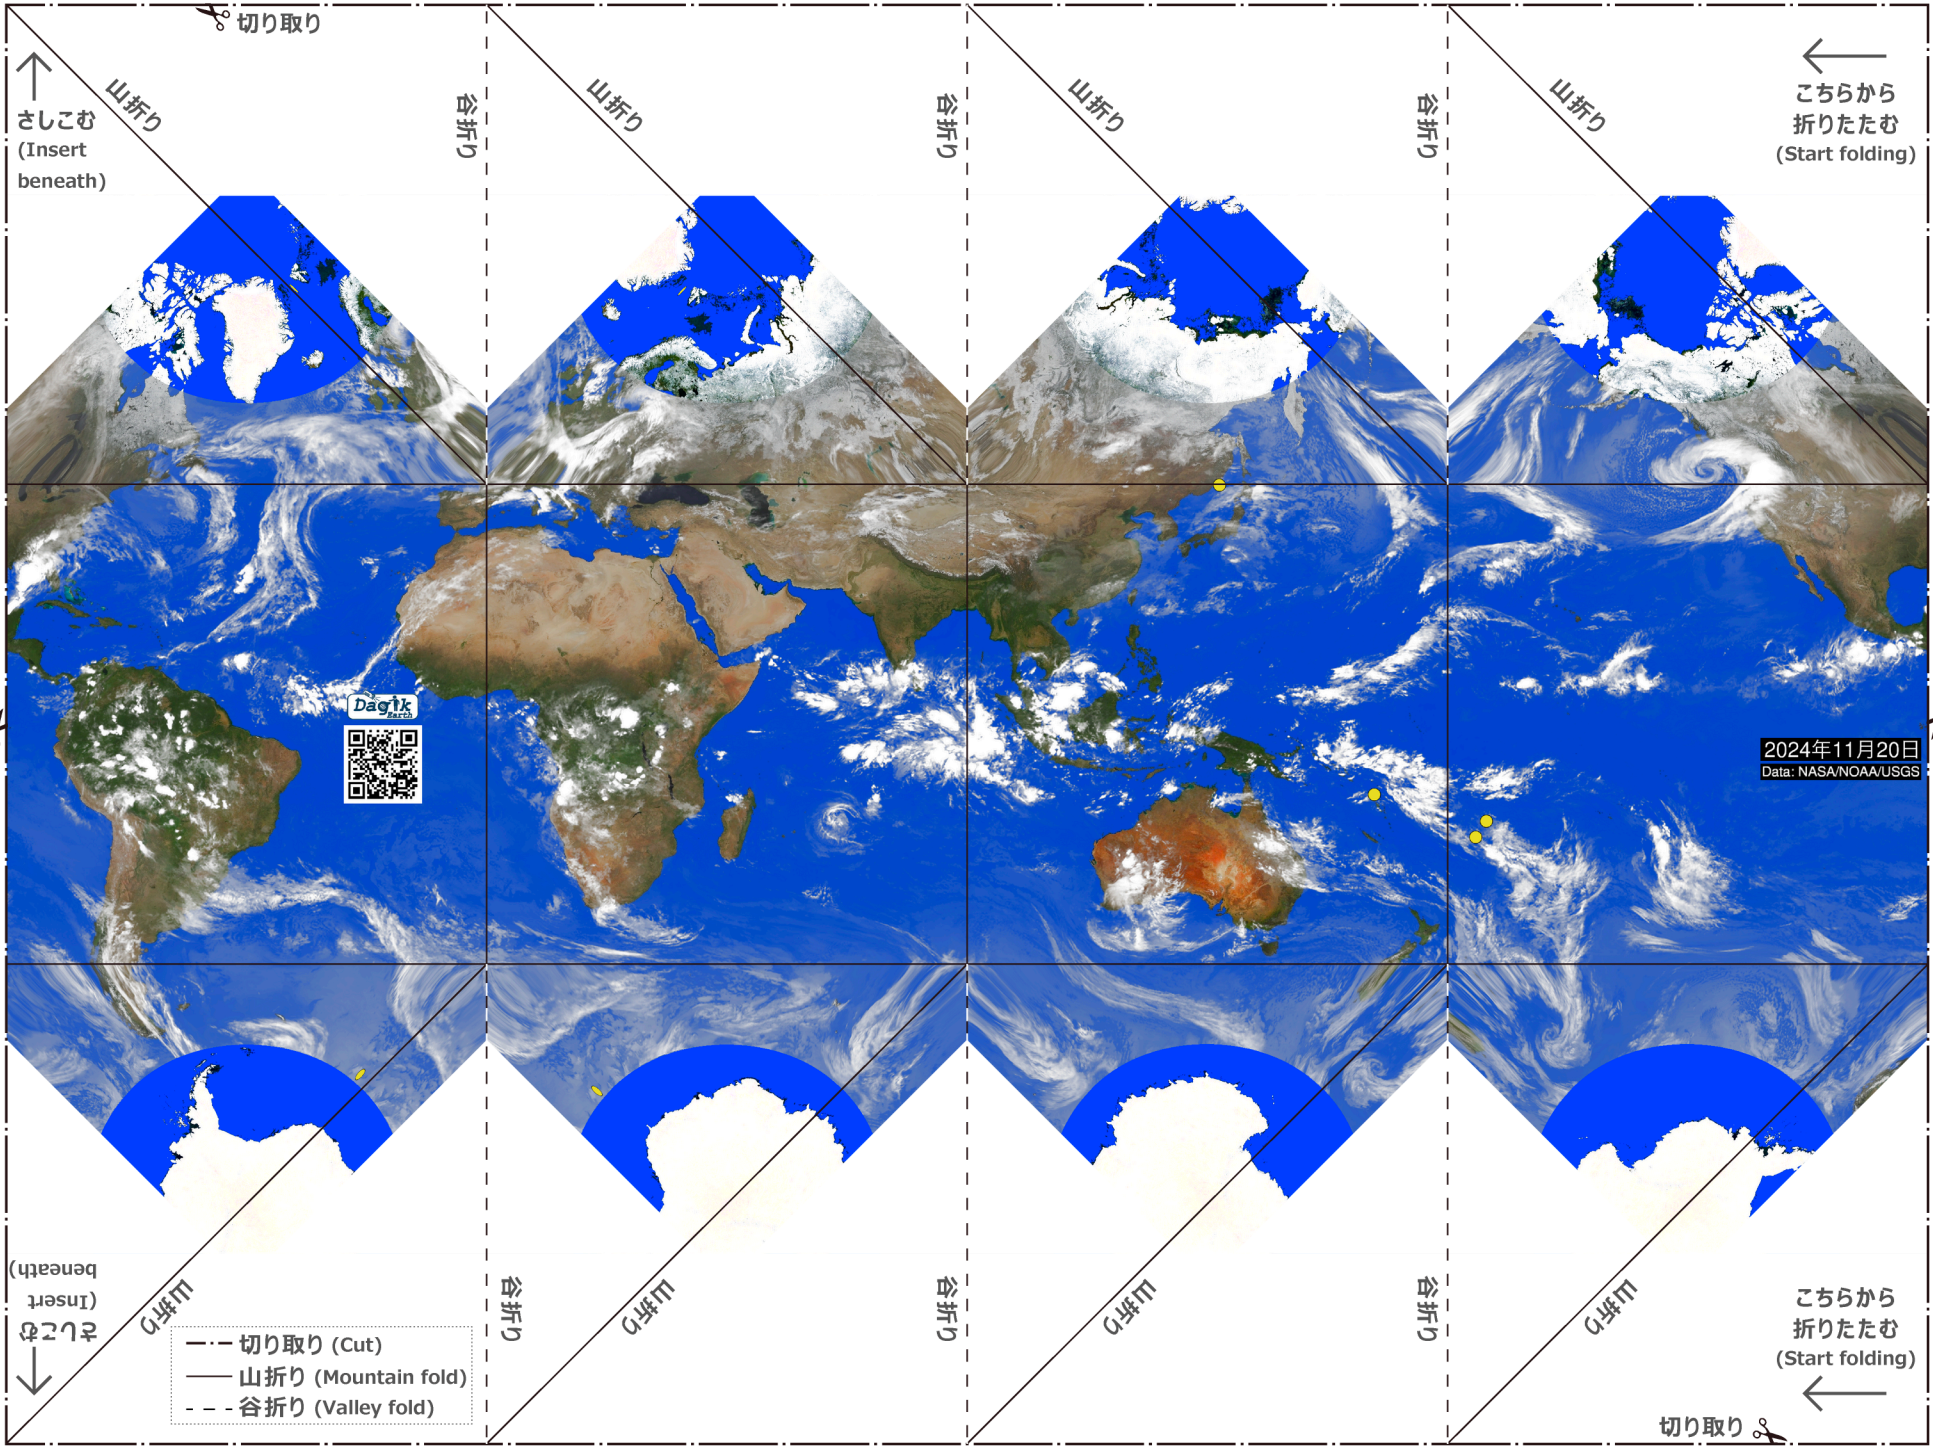 切り取り
さしこむ
(Insert
beneath)
山折り
谷折り
山折り
谷折り
山折り
谷折り
山折り
こちらから
折りたたむ
(Start folding)
Dagik
Earth
2024年11月20日
Data: NASA/NOAA/USGS
さしこむ
(Insert
beneath)
山折り
谷折り
山折り
谷折り
山折り
谷折り
山折り
こちらから
折りたたむ
(Start folding)
切り取り (Cut)
山折り (Mountain fold)
谷折り (Valley fold)
切り取り